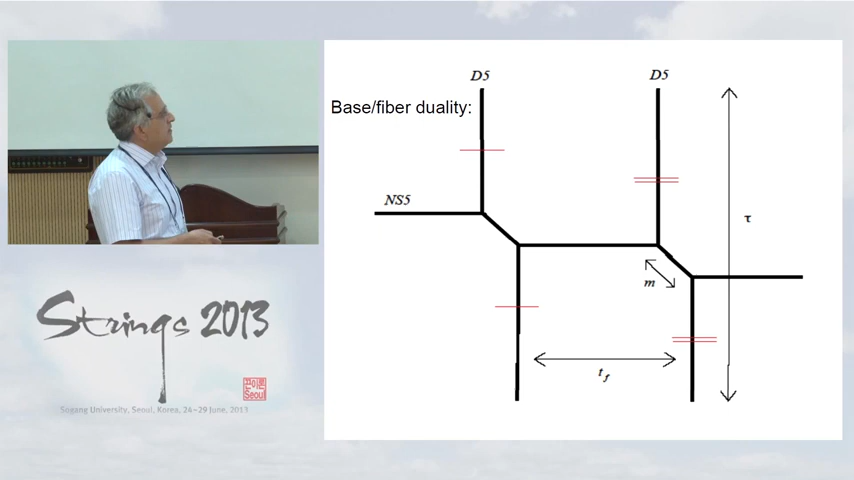 D5
D5
Base/fiber duality:
NS5
τ
m
t_f
Strings 2013
Seoul
Sogang University, Seoul, Korea, 24-29 June, 2013